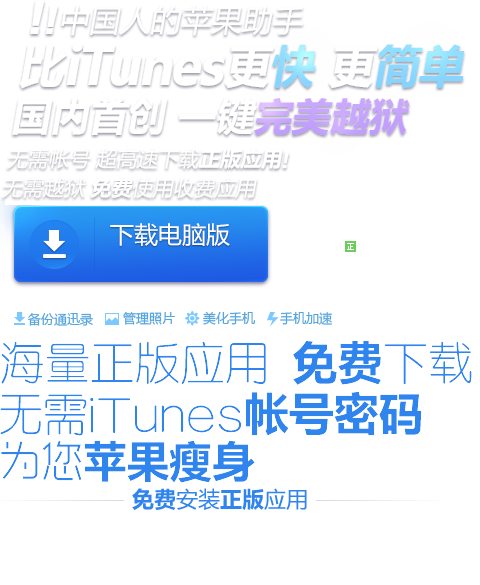 !!中国人的苹果助手
比iTunes更快 更简单
国内首创 一键完美越狱
无需帐号 超高速下载正版应用!
无需越狱 免费使用收费应用
下载电脑版
正
备份通迅录 管理照片 美化手机 手机加速
海量正版应用 免费下载
无需iTunes帐号密码
为您苹果瘦身
免费安装正版应用